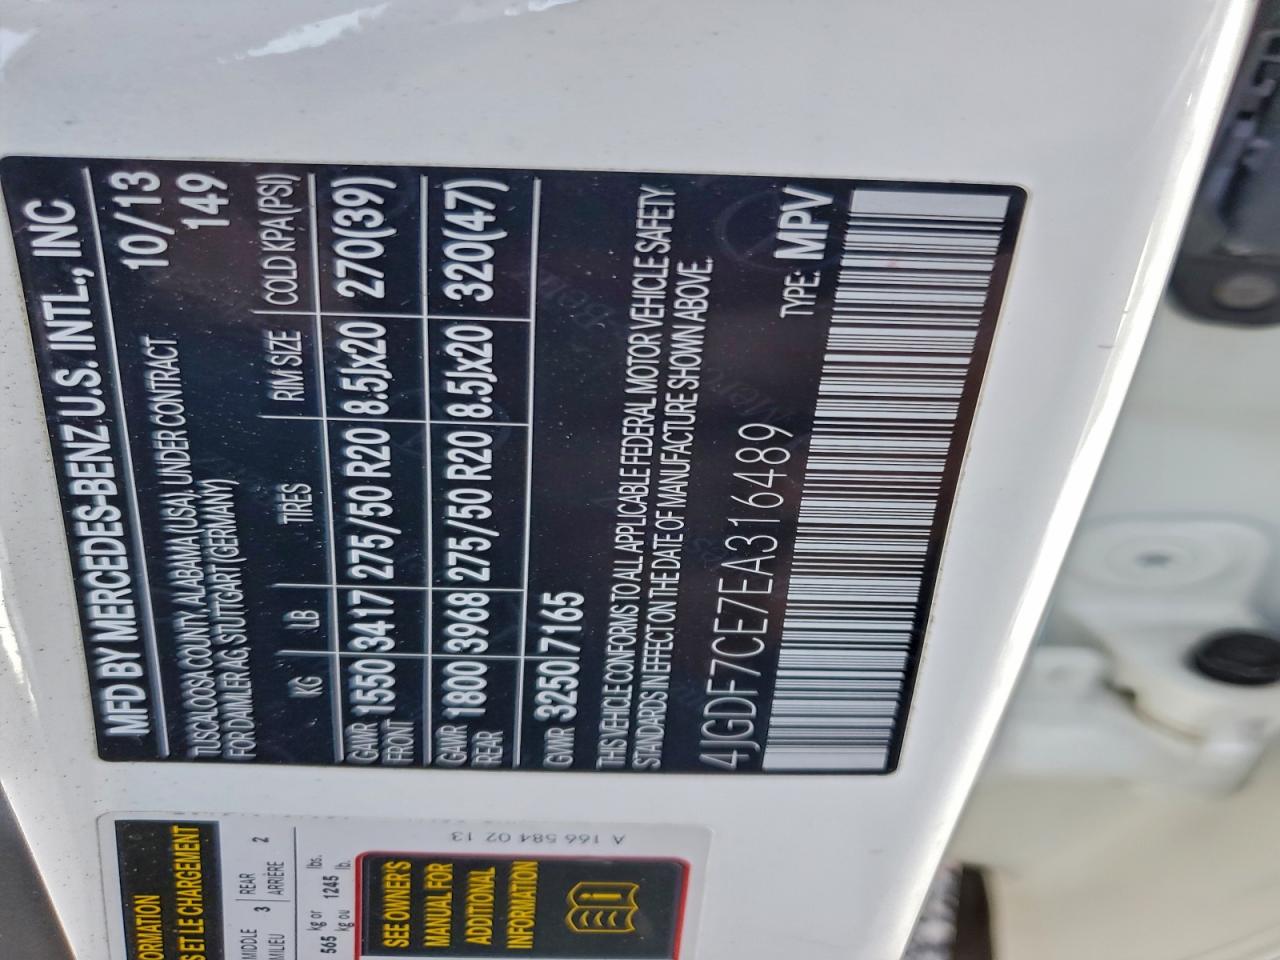 MFD BY MERCEDES-BENZ U.S. INTL., INC
10/13
TUSCALOOSA COUNTY, ALABAMA (USA), UNDER CONTRACT 149
FOR DAIMLER AG, STUTTGART (GERMANY)
KG LB TIRES RIM SIZE COLD KPA (PSI)
GAWR FRONT 1550 3417 275/50 R20 8.5Jx20 270(39)
GAWR REAR 1800 3968 275/50 R20 8.5Jx20 320(47)
GVWR 3250 7165
THIS VEHICLE CONFORMS TO ALL APPLICABLE FEDERAL MOTOR VEHICLE SAFETY
STANDARDS IN EFFECT ON THE DATE OF MANUFACTURE SHOWN ABOVE.
4JGDF7CE7EA316489 TYPE: MPV
ORMATION
S ET LE CHARGEMENT
MIDDLE 3 REAR 2
MILIEU ARRIÈRE
565 kg or 1245 lbs.
kg ou lb.
SEE OWNER'S
MANUAL FOR
ADDITIONAL
INFORMATION
A 166 584 02 13